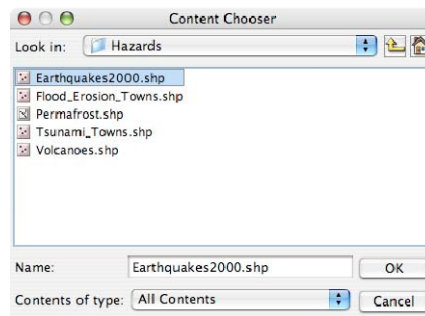 Content Chooser
Look in: Hazards
Earthquakes2000.shp
Flood_Erosion_Towns.shp
Permafrost.shp
Tsunami_Towns.shp
Volcanoes.shp
Name: Earthquakes2000.shp OK
Contents of type: All Contents Cancel